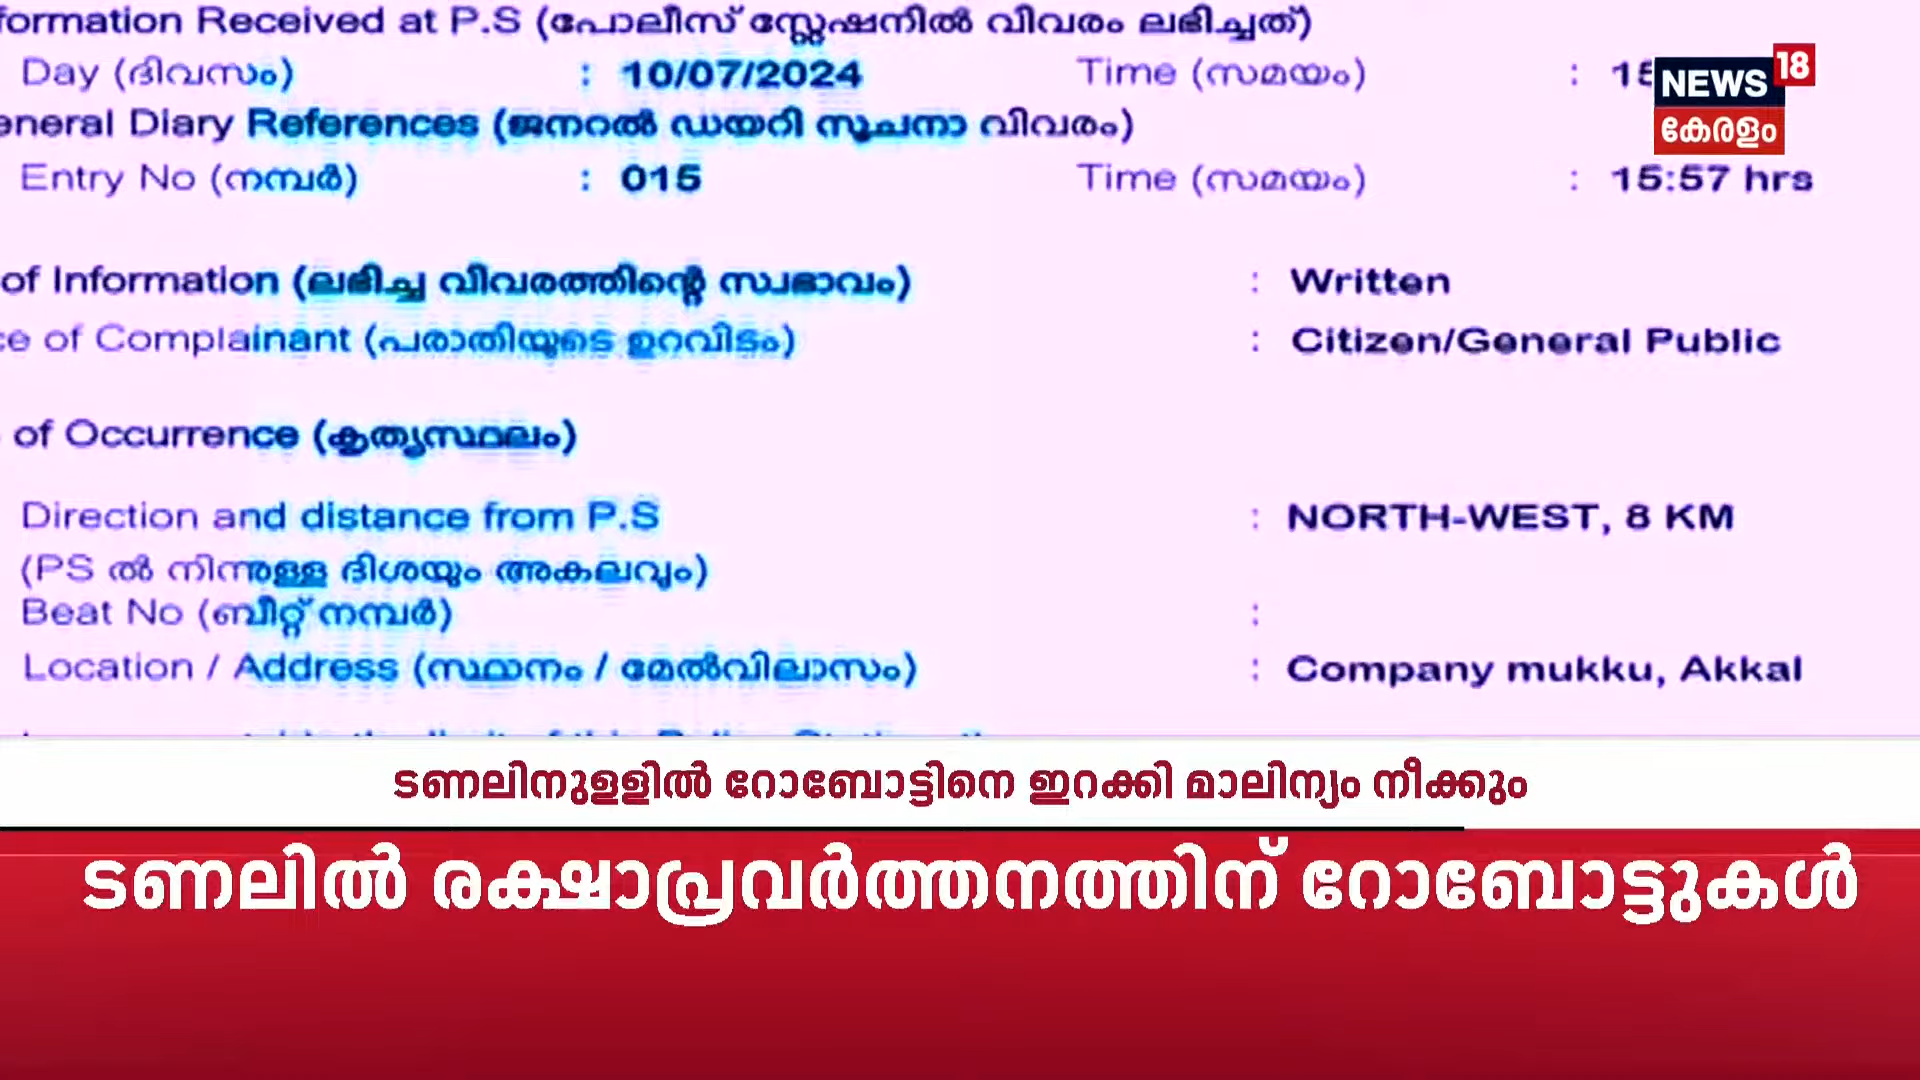 formation Received at P.S (പോലീസ് സ്റ്റേഷനിൽ വിവരം ലഭിച്ചത്)
Day (ദിവസം) : 10/07/2024 Time (സമയം) : 15
NEWS 18
കേരളം
eneral Diary References (ജനറൽ ഡയറി സൂചനാ വിവരം)
Entry No (നമ്പർ) : 015 Time (സമയം) : 15:57 hrs
of Information (ലഭിച്ച വിവരത്തിന്റെ സ്വഭാവം) : Written
ce of Complainant (പരാതിയുടെ ഉറവിടം) : Citizen/General Public
of Occurrence (കൃത്യസ്ഥലം)
Direction and distance from P.S : NORTH-WEST, 8 KM
(PS ൽ നിന്നുള്ള ദിശയും അകലവും)
Beat No (ബീറ്റ് നമ്പർ) :
Location / Address (സ്ഥാനം / മേൽവിലാസം) : Company mukku, Akkal
ടണലിനുളളിൽ റോബോട്ടിനെ ഇറക്കി മാലിന്യം നീക്കും
ടണലിൽ രക്ഷാപ്രവർത്തനത്തിന് റോബോട്ടുകൾ